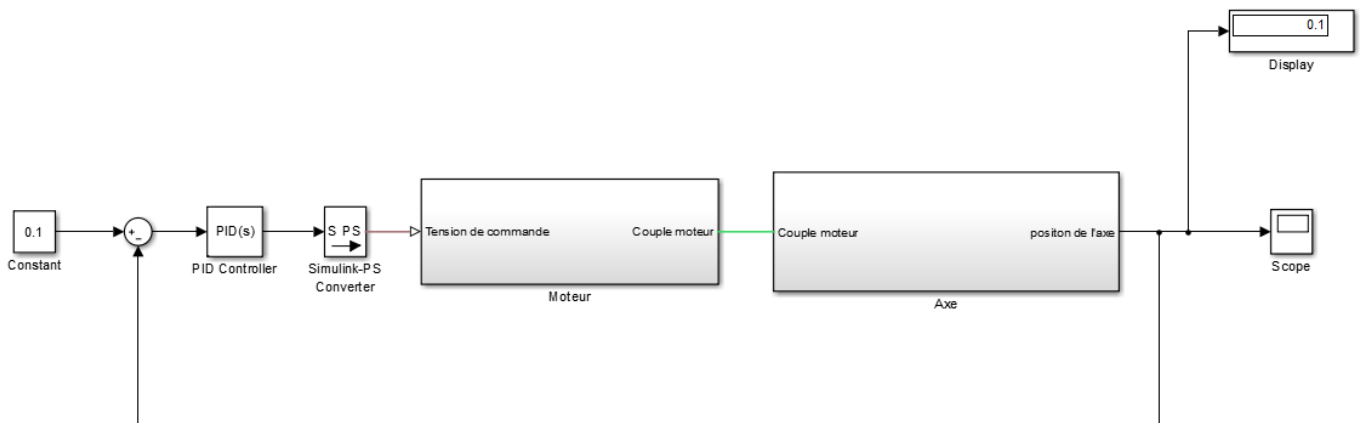 0.1
Display
0.1
Constant
+
−
PID(s)
PID Controller
S PS
Simulink-PS
Converter
Tension de commande
Couple moteur
Moteur
Couple moteur
positon de l'axe
Axe
Scope